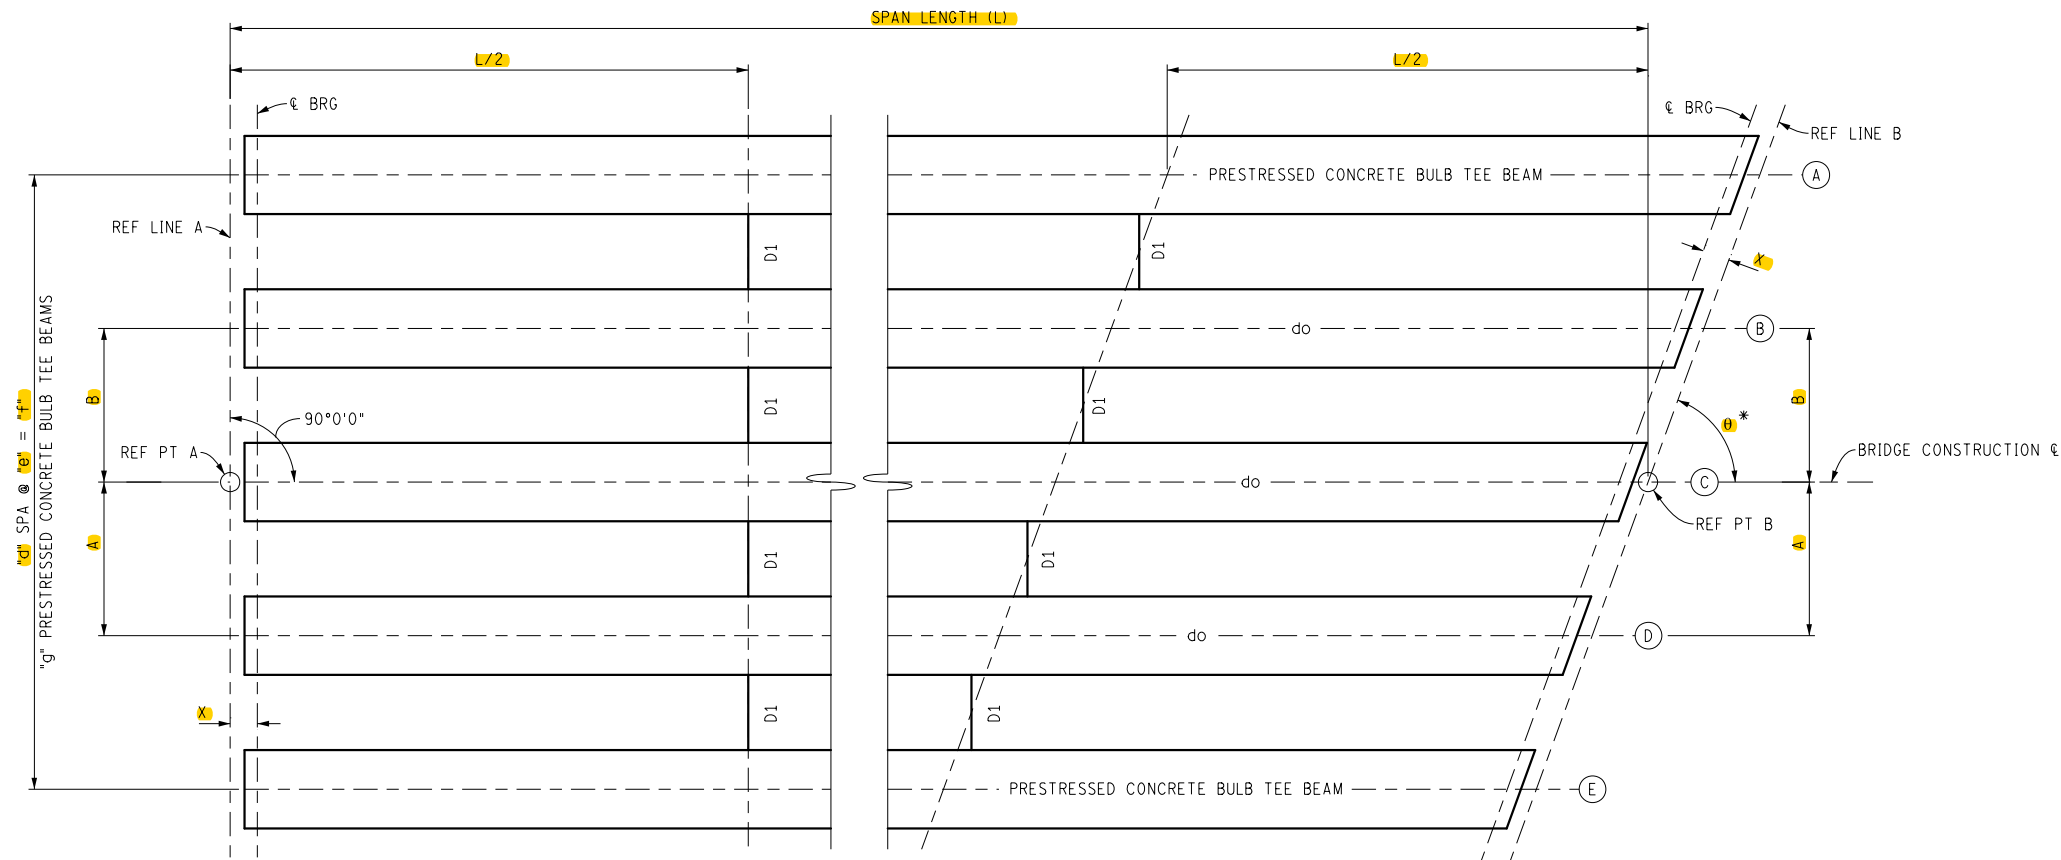 SPAN LENGTH (L)
L/2
L/2
℄ BRG
℄ BRG
REF LINE B
PRESTRESSED CONCRETE BULB TEE BEAM
A
REF LINE A
D1
D1
X
"d" SPA @ "e" = "f"
"g" PRESTRESSED CONCRETE BULB TEE BEAMS
do
B
B
D1
D1
B
90°0'0"
θ *
REF PT A
BRIDGE CONSTRUCTION ℄
do
C
REF PT B
A
D1
D1
A
do
D
X
D1
D1
PRESTRESSED CONCRETE BULB TEE BEAM
E